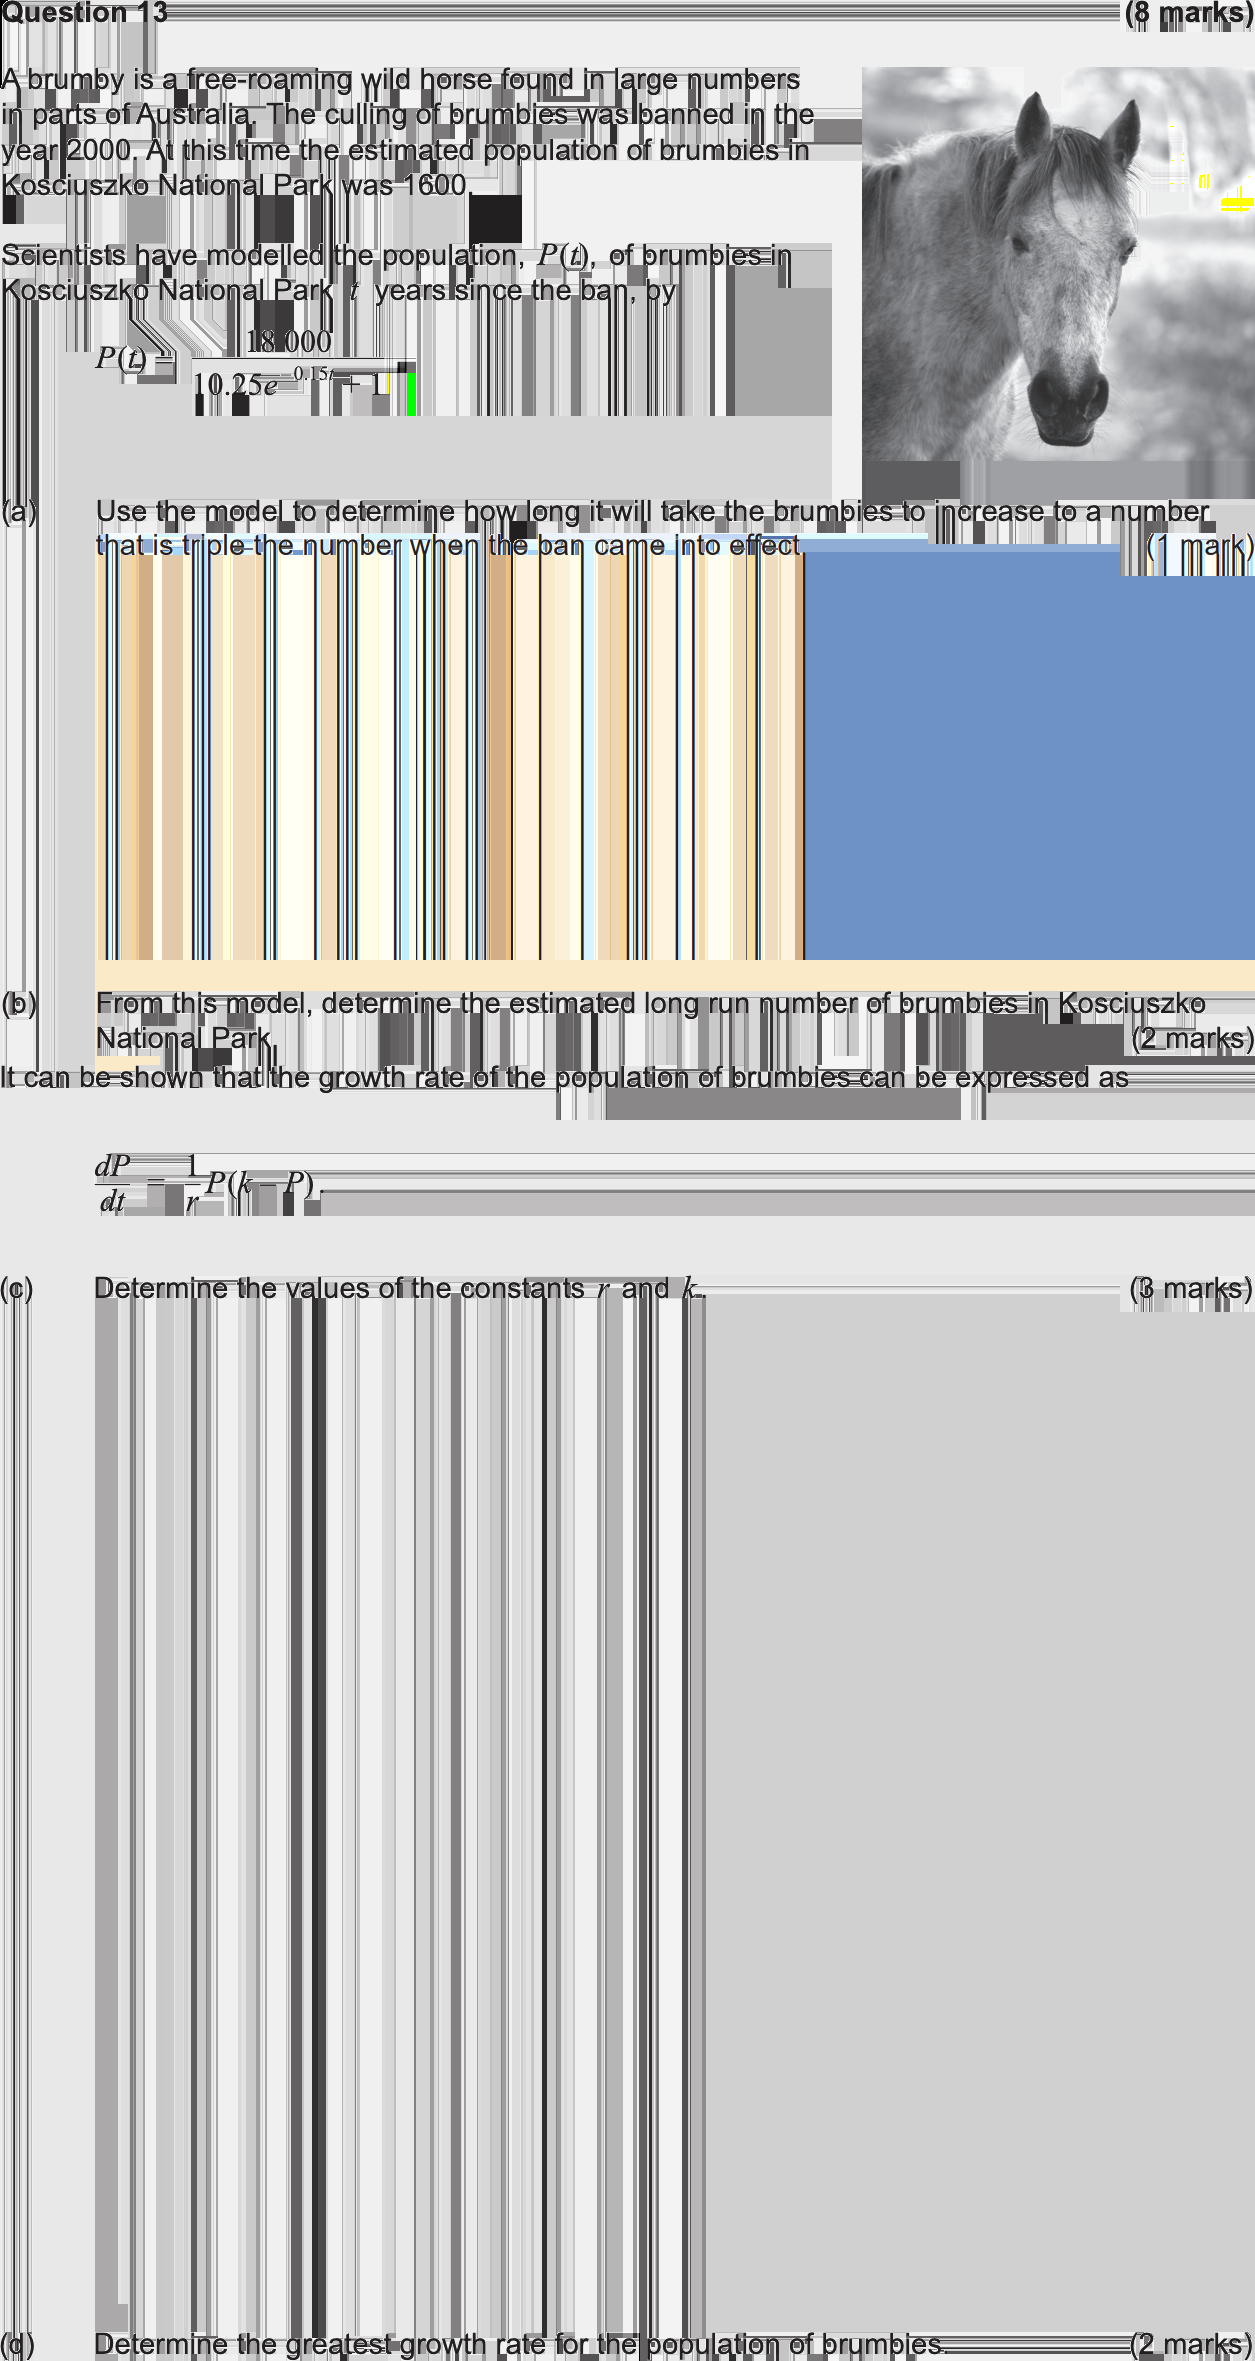 Question 13 (8 marks)
A brumby is a free-roaming wild horse found in large numbers
in parts of Australia. The culling of brumbies was banned in the
year 2000. At this time the estimated population of brumbies in
Kosciuszko National Park was 1600.
Scientists have modelled the population, P(t), of brumbies in
Kosciuszko National Park t years since the ban, by
P(t) = 18 000 / (10.25e^{-0.15t} + 1)
(a) Use the model to determine how long it will take the brumbies to increase to a number
that is triple the number when the ban came into effect. (1 mark)
(b) From this model, determine the estimated long run number of brumbies in Kosciuszko
National Park. (2 marks)
It can be shown that the growth rate of the population of brumbies can be expressed as
dP/dt = 1/r P(k − P).
(c) Determine the values of the constants r and k. (3 marks)
(d) Determine the greatest growth rate for the population of brumbies. (2 marks)